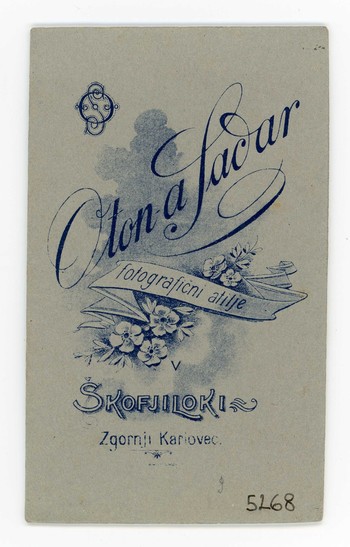 Otona Sadar
fotografični atilje
v
ŠKOFJILOKI
Zgornji Karlovec.
5268